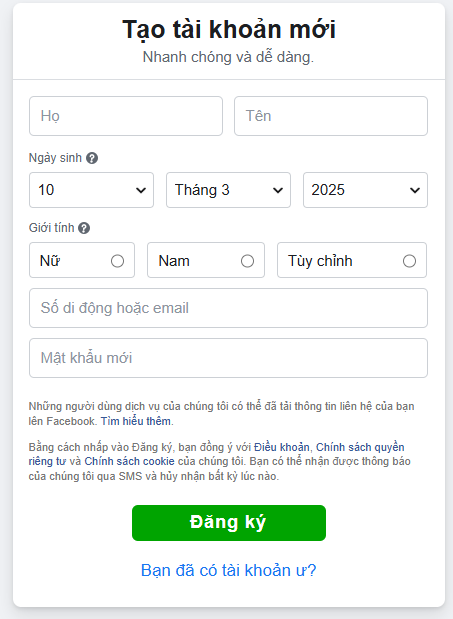 Tạo tài khoản mới
Nhanh chóng và dễ dàng.
Họ Tên
Ngày sinh ?
10 Tháng 3 2025
Giới tính ?
Nữ Nam Tùy chỉnh
Số di động hoặc email
Mật khẩu mới
Những người dùng dịch vụ của chúng tôi có thể đã tải thông tin liên hệ của bạn
lên Facebook. Tìm hiểu thêm.
Bằng cách nhấp vào Đăng ký, bạn đồng ý với Điều khoản, Chính sách quyền
riêng tư và Chính sách cookie của chúng tôi. Bạn có thể nhận được thông báo
của chúng tôi qua SMS và hủy nhận bất kỳ lúc nào.
Đăng ký
Bạn đã có tài khoản ư?